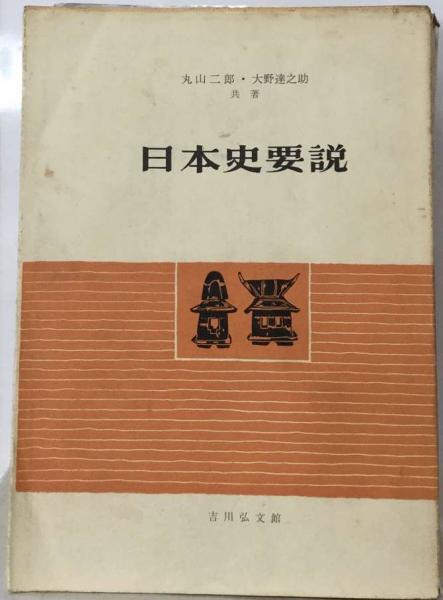 丸山二郎・大野達之助
共著
日本史要説
吉川弘文館